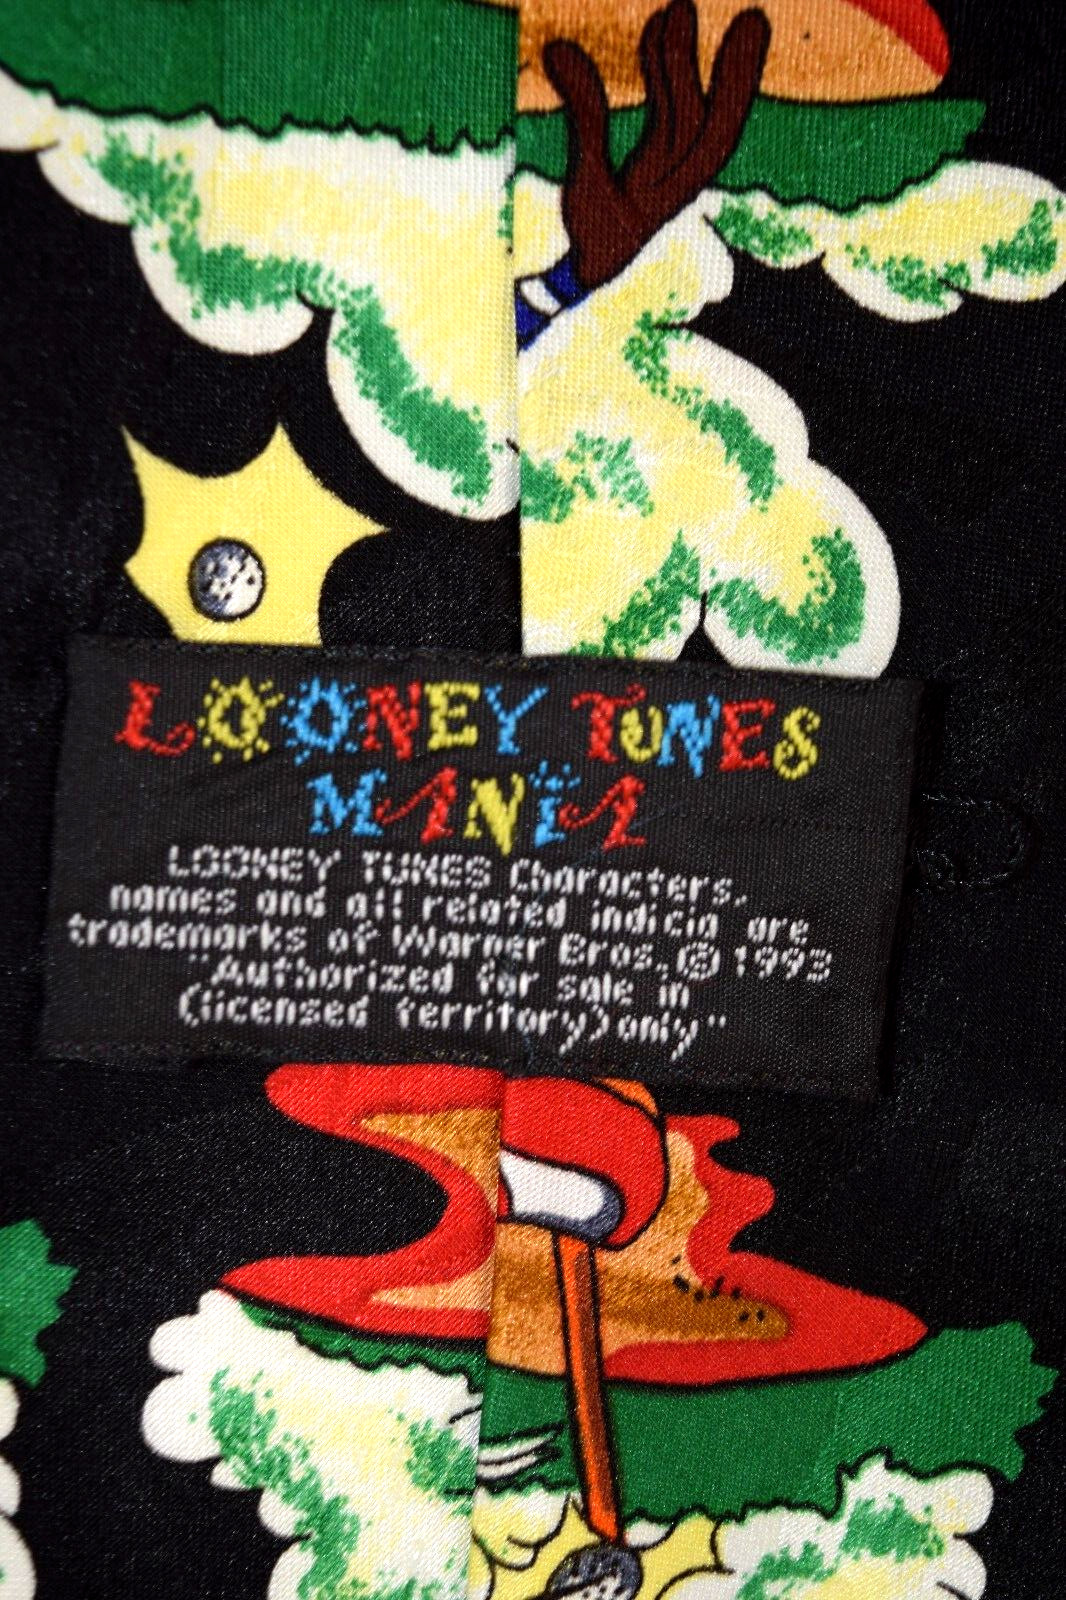 LOONEY TUNES
MANIA
LOONEY TUNES Characters,
names and all related indicia are
trademarks of Warner Bros. © 1993
"Authorized for sale in
(licensed territory) only"